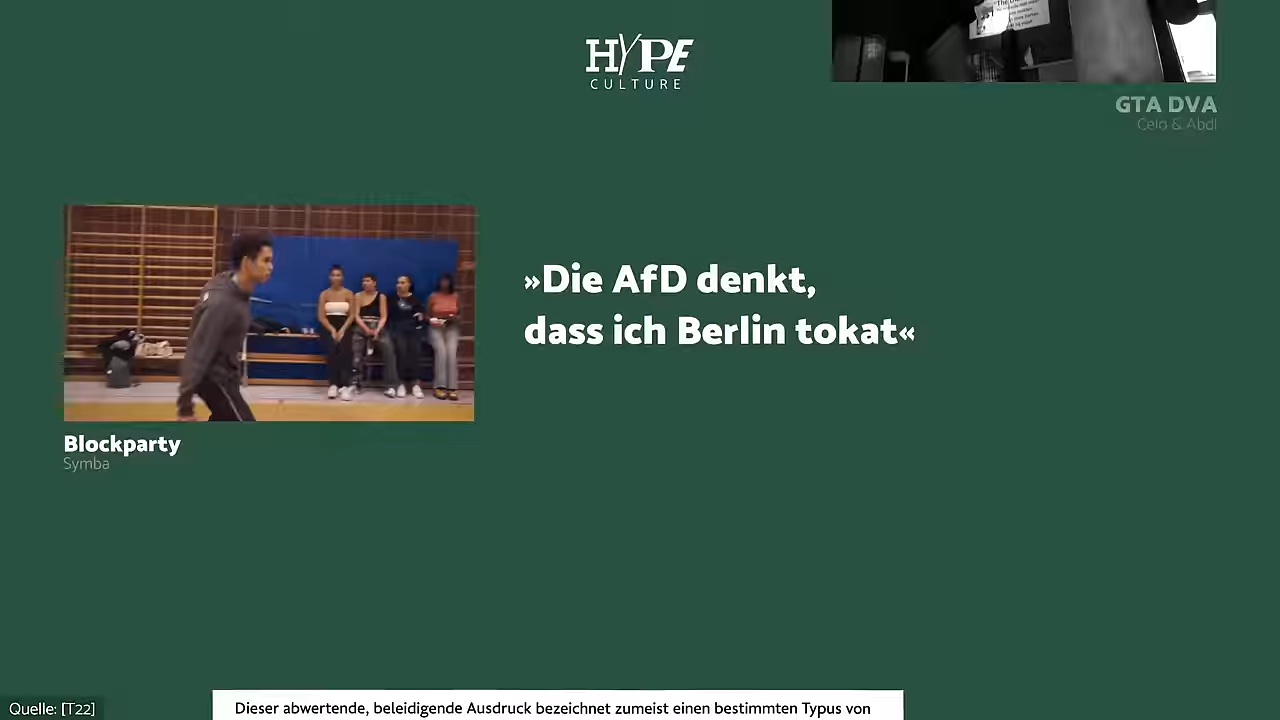 HYPE
CULTURE
GTA DVA
Celo & Abdi
»Die AfD denkt,
dass ich Berlin tokat«
Blockparty
Symba
Quelle: [T22]
Dieser abwertende, beleidigende Ausdruck bezeichnet zumeist einen bestimmten Typus von